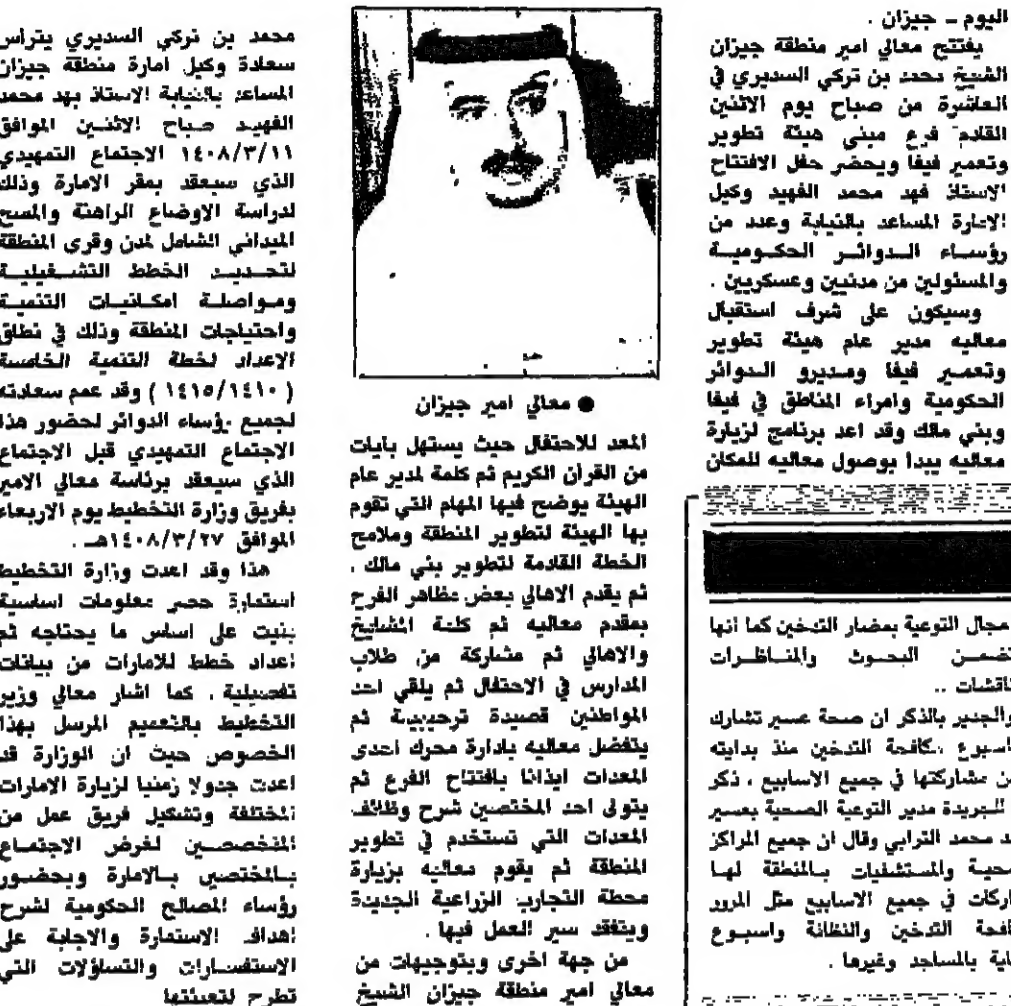 اليوم ـ جيزان .
يفتتح معالي امير منطقة جيزان
الشيخ محمد بن تركي السديري في
العاشرة من صباح يوم الاثنين
القادم فرع مبنى هيئة تطوير
وتعمير فيفا ويحضر حفل الافتتاح
الاستاذ فهد محمد الفهيد وكيل
الامارة المساعد بالنيابة وعدد من
رؤساء الدوائر الحكومية
والمسئولين من مدنيين وعسكريين .
وسيكون على شرف استقبال
معاليه مدير عام هيئة تطوير
وتعمير فيفا ومديرو الدوائر
الحكومية وامراء المناطق في فيفا
وبني مالك وقد اعد برنامج لزيارة
معاليه يبدا بوصول معاليه للمكان
● معالي امير جيزان
المعد للاحتفال حيث يستهل بايات
من القران الكريم ثم كلمة لمدير عام
الهيئة يوضح فيها المهام التي تقوم
بها الهيئة لتطوير المنطقة وملامح
الخطة القادمة لتطوير بني مالك .
ثم يقدم الاهالي بعض مظاهر الفرح
بمقدم معاليه ثم كلمة المشايخ
والاهالي ثم مشاركة من طلاب
المدارس في الاحتفال ثم يلقي احد
المواطنين قصيدة ترحيبية ثم
يتفضل معاليه بادارة محرك احدى
المعدات ايذانا بافتتاح الفرع ثم
يتولى احد المختصين شرح وظائف
المعدات التي تستخدم في تطوير
المنطقة ثم يقوم معاليه بزيارة
محطة التجارب الزراعية الجديدة
ويتفقد سير العمل فيها .
من جهة اخرى وبتوجيهات من
معالي امير منطقة جيزان الشيخ
محمد بن تركي السديري يتراس
سعادة وكيل امارة منطقة جيزان
المساعد بالنيابة الاستاذ بهد محمد
الفهيد صباح الاثنين الموافق
١٤٠٨/٣/١١ الاجتماع التمهيدي
الذي سيعقد بمقر الامارة وذلك
لدراسة الاوضاع الراهنة والمسح
الميداني الشامل لمدن وقرى المنطقة
لتحديد الخطط التشغيلية
ومواصلة امكانيات التنمية
واحتياجات المنطقة وذلك في نطاق
الاعداد لخطة التنمية الخامسة
( ١٤١٥/١٤١٠ ) وقد عمم سعادته
لجميع رؤساء الدوائر لحضور هذا
الاجتماع التمهيدي قبل الاجتماع
الذي سيعقد برئاسة معالي الامير
بفريق وزارة التخطيط يوم الاربعاء
الموافق ١٤٠٨/٣/٢٧هـ .
هذا وقد اعدت وزارة التخطيط
استمارة حصر معلومات اساسية
بنيت على اساس ما يحتاجه ثم
اعداد خطط للامارات من بيانات
تفصيلية . كما اشار معالي وزير
التخطيط بالتعميم المرسل بهذا
الخصوص حيث ان الوزارة قد
اعدت جدولا زمنيا لزيارة الامارات
المختلفة وتشكيل فريق عمل من
المتخصصين لغرض الاجتماع
بالمختصين بالامارة وبحضور
رؤساء المصالح الحكومية لشرح
اهداف الاستمارة والاجابة على
الاستفسارات والتساؤلات التي
تطرح لتعبئتها
مجال التوعية بمضار التدخين كما انها
تضمن البحوث والمناظرات
ناقشات ..
والجدير بالذكر ان صحة عسير تشارك
اسبوع مكافحة التدخين منذ بدايته
من مشاركتها في جميع الاسابيع . ذكر
للجريدة مدير التوعية الصحية بعسير
د محمد الترابي وقال ان جميع المراكز
صحية والمستشفيات بالمنطقة لها
اركات في جميع الاسابيع مثل المرور
افحة التدخين والنظافة واسبوع
اية بالمساجد وغيرها .